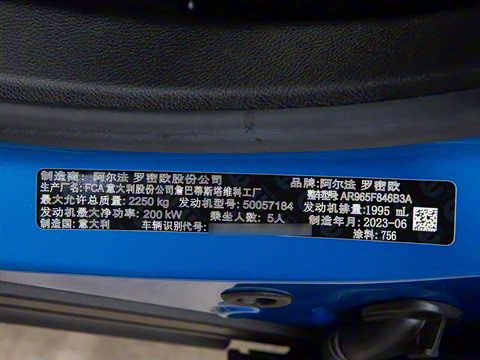 制造商: 阿尔法 罗密欧股份公司 品牌: 阿尔法 罗密欧
生产厂名: FCA意大利股份公司詹巴蒂斯塔维科工厂 整车型号: AR965F846B3A
最大允许总质量: 2250 kg 发动机型号: 50057184 发动机排量: 1995 mL
发动机最大净功率: 200 kW 乘坐人数: 5人 制造年月: 2023-06
制造国: 意大利 车辆识别代号: 涂料: 756